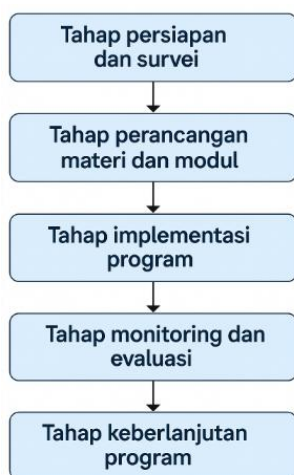 Tahap persiapan
dan survei
Tahap perancangan
materi dan modul
Tahap implementasi
program
Tahap monitoring dan
evaluasi
Tahap keberlanjutan
program